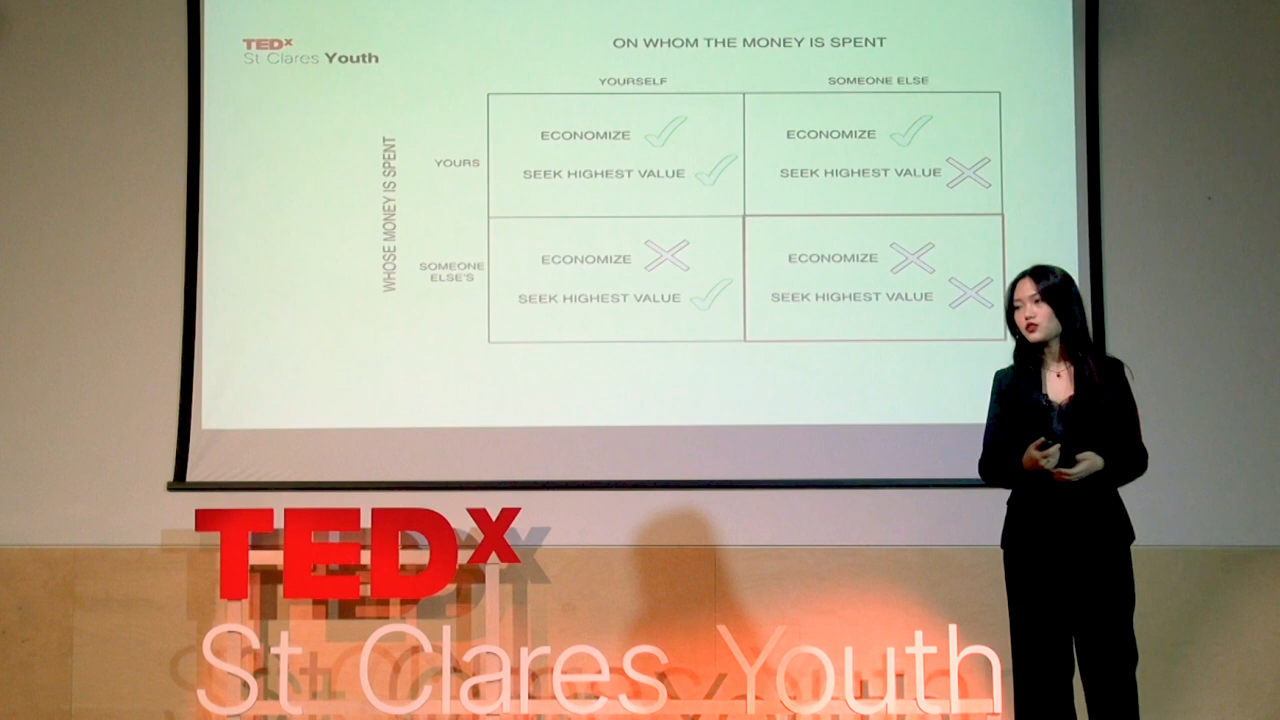 TEDx
St Clares Youth
ON WHOM THE MONEY IS SPENT
YOURSELF
SOMEONE ELSE
WHOSE MONEY IS SPENT
YOURS
ECONOMIZE
SEEK HIGHEST VALUE
ECONOMIZE
SEEK HIGHEST VALUE
SOMEONE
ELSE'S
ECONOMIZE
SEEK HIGHEST VALUE
ECONOMIZE
SEEK HIGHEST VALUE
TEDx
St Clares Youth